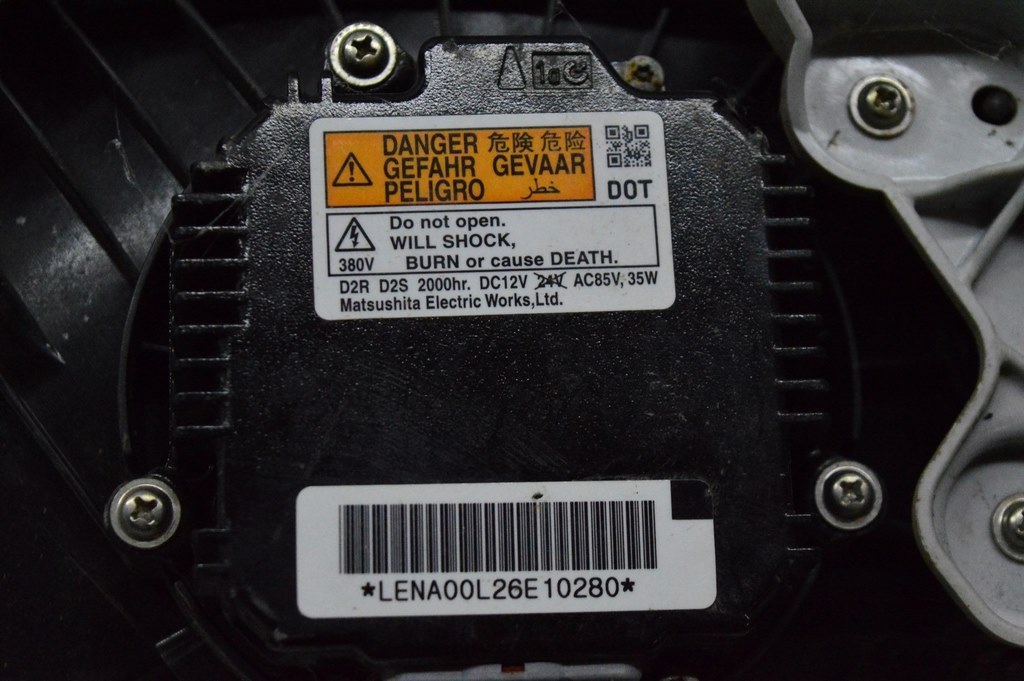 1a
DANGER 危険 危险
GEFAHR GEVAAR
PELIGRO خطر
DOT
Do not open.
WILL SHOCK,
380V BURN or cause DEATH.
D2R D2S 2000hr. DC12V 24V AC85V, 35W
Matsushita Electric Works,Ltd.
*LENA00L26E10280*